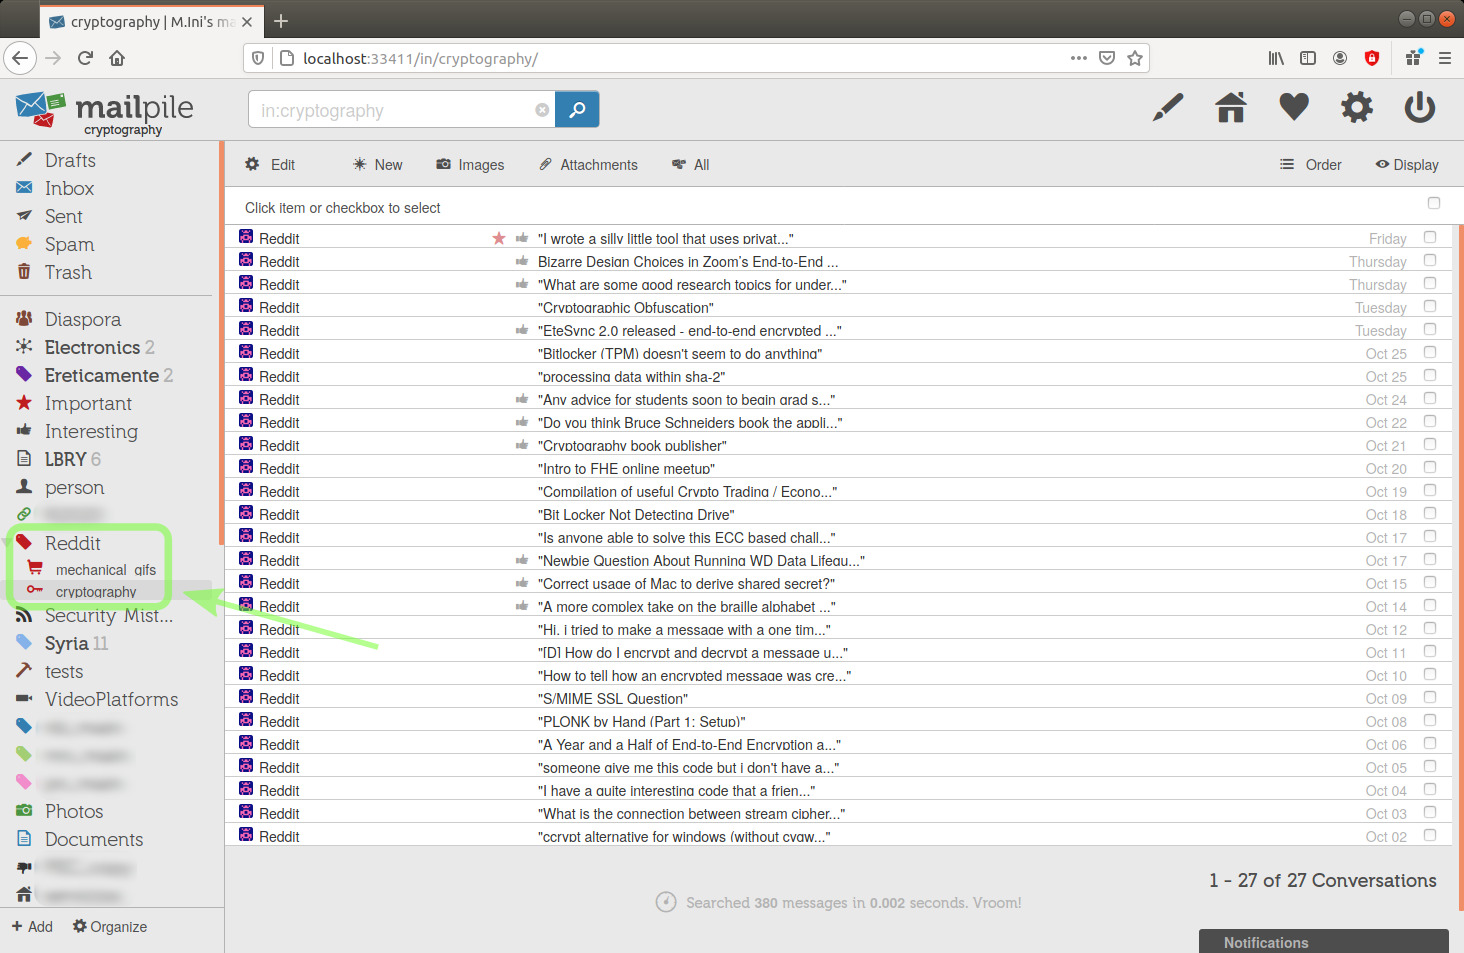 cryptography | M.Ini's ma
localhost:33411/in/cryptography/
mailpile
cryptography
in:cryptography
Drafts
Inbox
Sent
Spam
Trash
Diaspora
Electronics 2
Ereticamente 2
Important
Interesting
LBRY 6
person
Reddit
mechanical_gifs
cryptography
Security Mist...
Syria 11
tests
VideoPlatforms
Photos
Documents
+ Add Organize
Edit New Images Attachments All Order Display
Click item or checkbox to select
Reddit "I wrote a silly little tool that uses privat..." Friday
Reddit Bizarre Design Choices in Zoom's End-to-End ... Thursday
Reddit "What are some good research topics for under..." Thursday
Reddit "Cryptographic Obfuscation" Tuesday
Reddit "EteSync 2.0 released - end-to-end encrypted ..." Tuesday
Reddit "Bitlocker (TPM) doesn't seem to do anything" Oct 25
Reddit "processing data within sha-2" Oct 25
Reddit "Any advice for students soon to begin grad s..." Oct 24
Reddit "Do you think Bruce Schneiders book the appli..." Oct 22
Reddit "Cryptography book publisher" Oct 21
Reddit "Intro to FHE online meetup" Oct 20
Reddit "Compilation of useful Crypto Trading / Econo..." Oct 19
Reddit "Bit Locker Not Detecting Drive" Oct 18
Reddit "Is anyone able to solve this ECC based chall..." Oct 17
Reddit "Newbie Question About Running WD Data Lifegu..." Oct 17
Reddit "Correct usage of Mac to derive shared secret?" Oct 15
Reddit "A more complex take on the braille alphabet ..." Oct 14
Reddit "Hi, i tried to make a message with a one tim..." Oct 12
Reddit "[D] How do I encrypt and decrypt a message u..." Oct 11
Reddit "How to tell how an encrypted message was cre..." Oct 10
Reddit "S/MIME SSL Question" Oct 09
Reddit "PLONK by Hand (Part 1: Setup)" Oct 08
Reddit "A Year and a Half of End-to-End Encryption a..." Oct 06
Reddit "someone give me this code but i don't have a..." Oct 05
Reddit "I have a quite interesting code that a frien..." Oct 04
Reddit "What is the connection between stream cipher..." Oct 03
Reddit "ccrypt alternative for windows (without cygw..." Oct 02
1 - 27 of 27 Conversations
Searched 380 messages in 0.002 seconds. Vroom!
Notifications